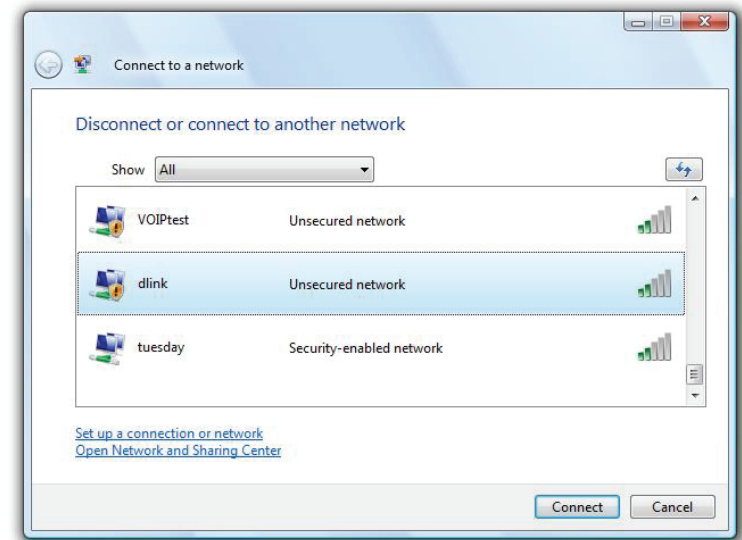 Connect to a network
Disconnect or connect to another network
Show All
VOIPtest Unsecured network
dlink Unsecured network
tuesday Security-enabled network
Set up a connection or network
Open Network and Sharing Center
Connect Cancel